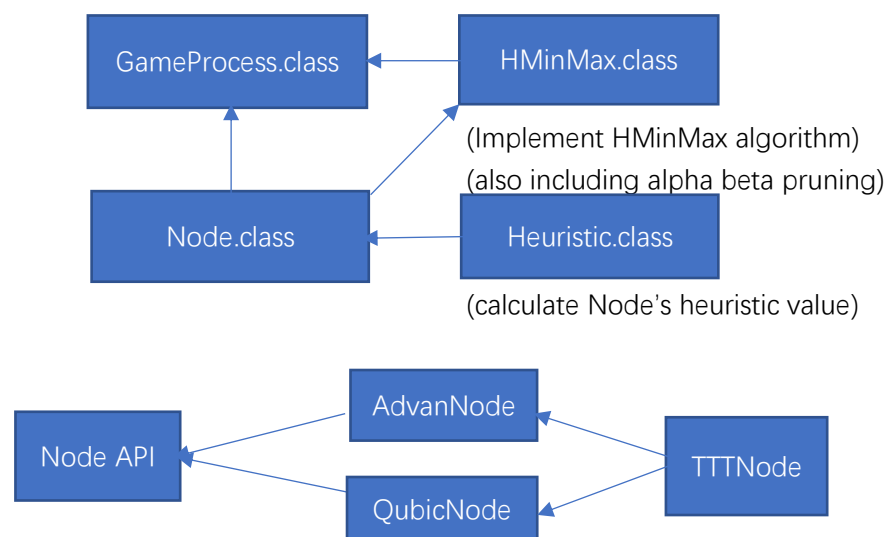 GameProcess.class
HMinMax.class
(Implement HMinMax algorithm)
(also including alpha beta pruning)
Node.class
Heuristic.class
(calculate Node’s heuristic value)
AdvanNode
Node API
TTTNode
QubicNode